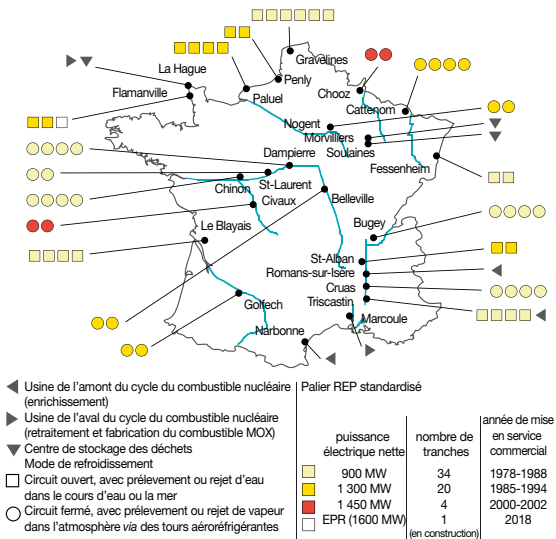 Gravelines
Penly
La Hague
Paluel
Flamanville
Chooz
Cattenom
Nogent
Morvilliers
Soulaines
Dampierre
Fessenheim
St-Laurent
Chinon
Civaux
Belleville
Le Blayais
Bugey
St-Alban
Romans-sur-Isère
Cruas
Triscastin
Golfech
Marcoule
Narbonne
Usine de l'amont du cycle du combustible nucléaire
(enrichissement)
Usine de l'aval du cycle du combustible nucléaire
(retraitement et fabrication du combustible MOX)
Centre de stockage des déchets
Mode de refroidissement
Circuit ouvert, avec prélevement ou rejet d'eau
dans le cours d'eau ou la mer
Circuit fermé, avec prélevement ou rejet de vapeur
dans l'atmosphère via des tours aéroréfrigérantes
Palier REP standardisé
puissance
électrique nette
nombre de
tranches
année de mise
en service
commercial
900 MW 34 1978-1988
1 300 MW 20 1985-1994
1 450 MW 4 2000-2002
EPR (1600 MW) 1 2018
(en construction)